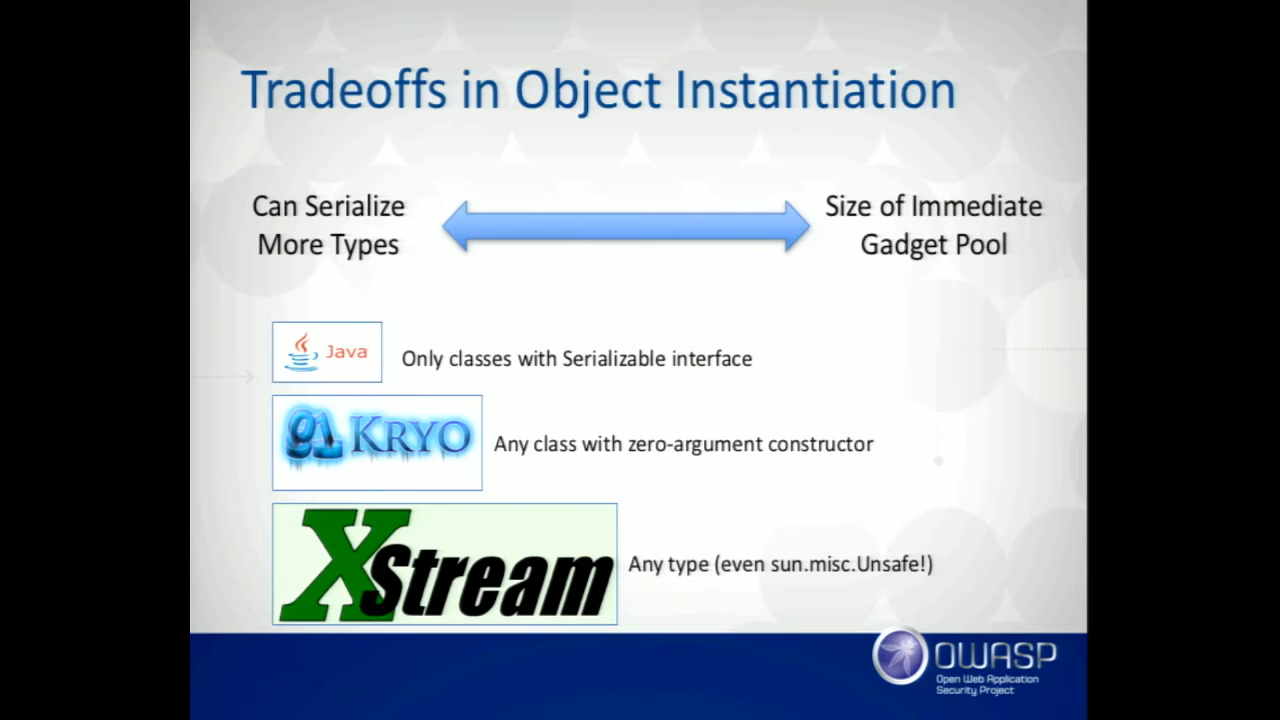 Tradeoffs in Object Instantiation
Can Serialize
More Types
Size of Immediate
Gadget Pool
Java
Only classes with Serializable interface
KRYO
Any class with zero-argument constructor
XStream
Any type (even sun.misc.Unsafe!)
OWASP
Open Web Application
Security Project